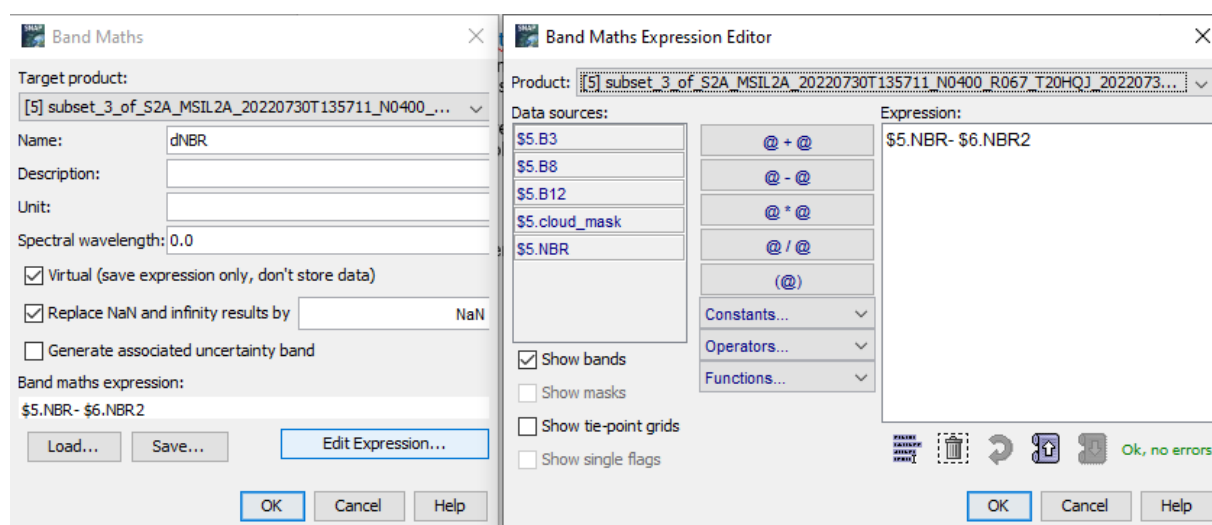 Band Maths
Target product:
[5] subset_3_of_S2A_MSIL2A_20220730T135711_N0400_...
Name: dNBR
Description:
Unit:
Spectral wavelength: 0.0
Virtual (save expression only, don't store data)
Replace NaN and infinity results by NaN
Generate associated uncertainty band
Band maths expression:
$5.NBR- $6.NBR2
Load... Save... Edit Expression...
OK Cancel Help
Band Maths Expression Editor
Product: [5] subset_3_of_S2A_MSIL2A_20220730T135711_N0400_R067_T20HQJ_2022073...
Data sources: Expression:
$5.B3 @ + @ $5.NBR- $6.NBR2
$5.B8 @ - @
$5.B12 @ * @
$5.cloud_mask @ / @
$5.NBR (@)
Constants...
Operators...
Show bands Functions...
Show masks
Show tie-point grids
Show single flags Ok, no errors
OK Cancel Help